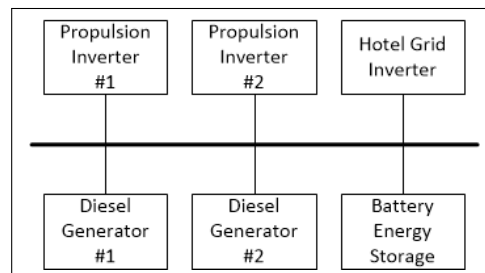 Propulsion
Inverter
#1
Propulsion
Inverter
#2
Hotel Grid
Inverter
Diesel
Generator
#1
Diesel
Generator
#2
Battery
Energy
Storage